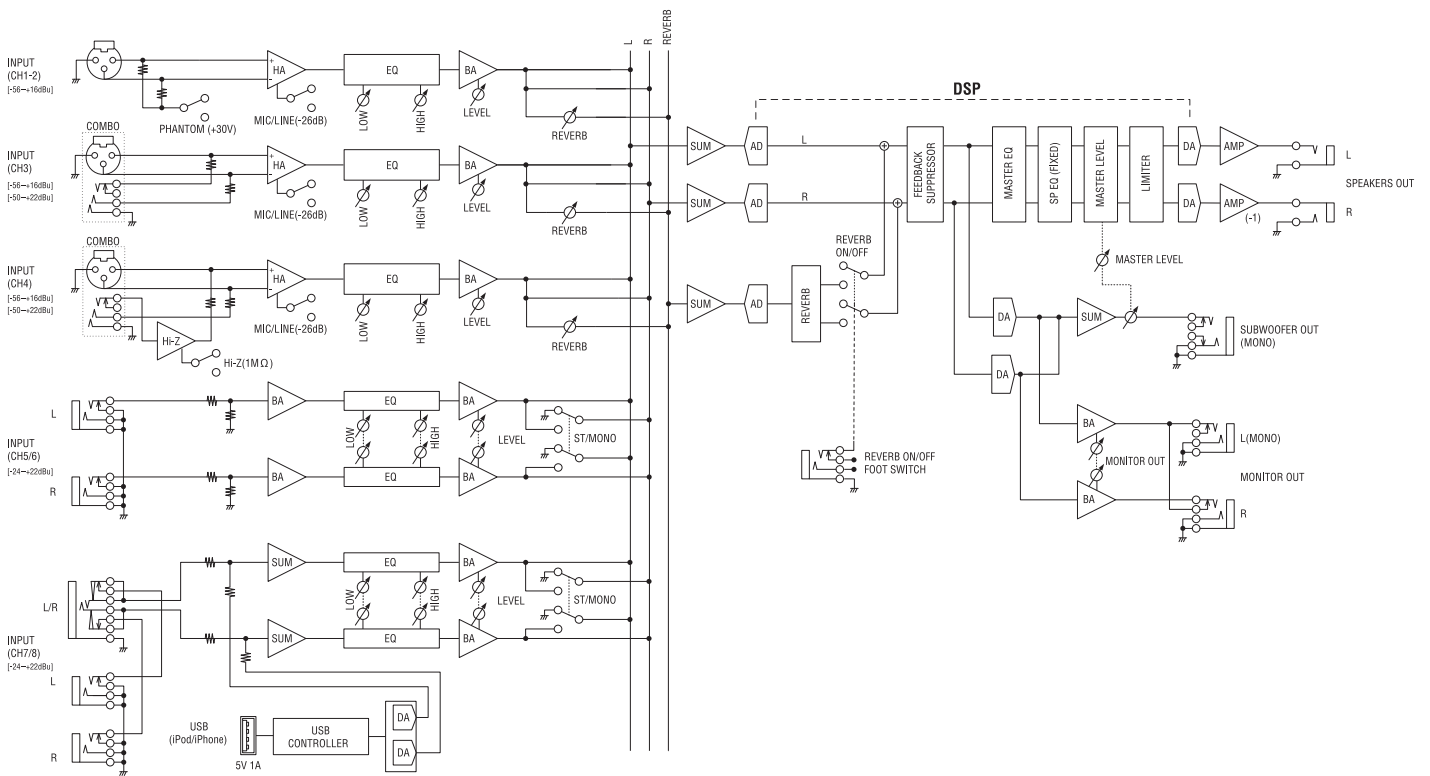 INPUT
(CH1-2)
[-56—+16dBu]
PHANTOM (+30V)
+
−
HA
MIC/LINE(-26dB)
EQ
LOW
HIGH
BA
LEVEL
REVERB
L
R
REVERB
COMBO
INPUT
(CH3)
[-56—+16dBu]
[-50—+22dBu]
+
−
HA
MIC/LINE(-26dB)
EQ
LOW
HIGH
BA
LEVEL
REVERB
COMBO
INPUT
(CH4)
[-56—+16dBu]
[-50—+22dBu]
Hi-Z
Hi-Z(1MΩ)
+
−
HA
MIC/LINE(-26dB)
EQ
LOW
HIGH
BA
LEVEL
REVERB
L
INPUT
(CH5/6)
[-24—+22dBu]
R
BA
BA
EQ
LOW
HIGH
EQ
BA
LEVEL
BA
ST/MONO
L/R
INPUT
(CH7/8)
[-24—+22dBu]
L
R
SUM
SUM
EQ
LOW
HIGH
EQ
BA
LEVEL
BA
ST/MONO
USB
(iPod/iPhone)
5V 1A
USB
CONTROLLER
DA
DA
DSP
SUM
AD
L
SUM
AD
R
SUM
AD
REVERB
REVERB
ON/OFF
REVERB ON/OFF
FOOT SWITCH
FEEDBACK
SUPPRESSOR
MASTER EQ
SP EQ (FIXED)
MASTER LEVEL
LIMITER
DA
DA
AMP
AMP
(-1)
L
SPEAKERS OUT
R
MASTER LEVEL
DA
DA
SUM
SUBWOOFER OUT
(MONO)
BA
MONİTOR OUT
BA
L(MONO)
MONİTOR OUT
R